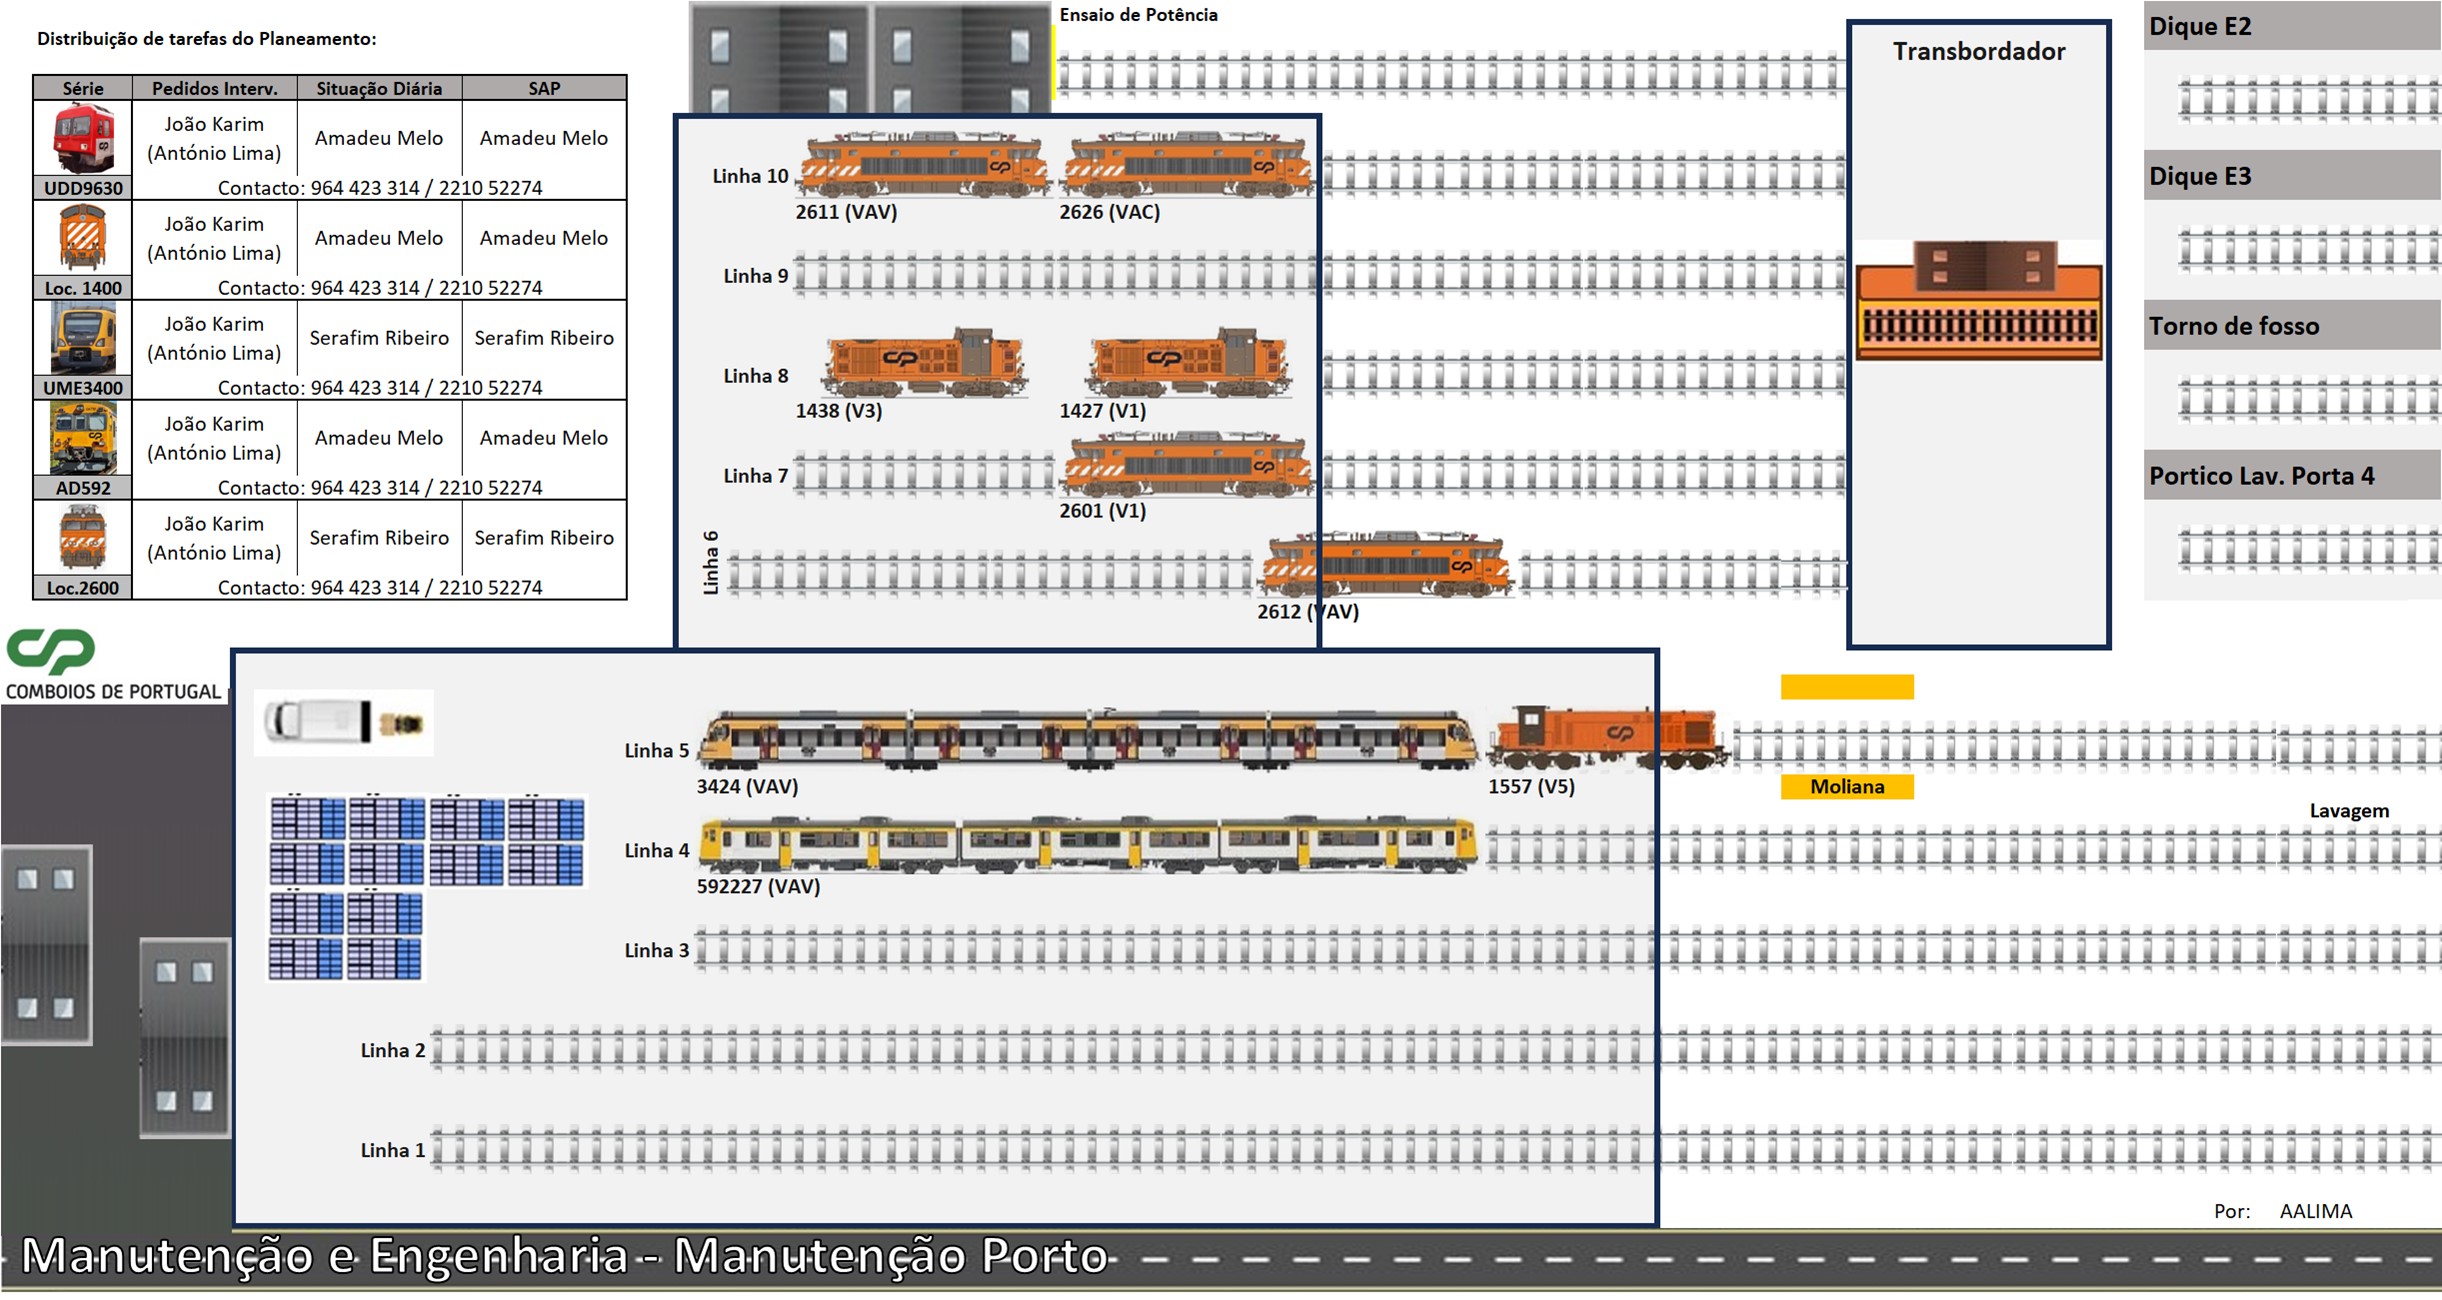 Distribuição de tarefas do Planeamento:
Série Pedidos Interv. Situação Diária SAP
João Karim
(António Lima) Amadeu Melo Amadeu Melo
UDD9630 Contacto: 964 423 314 / 2210 52274
João Karim
(António Lima) Amadeu Melo Amadeu Melo
Loc. 1400 Contacto: 964 423 314 / 2210 52274
João Karim
(António Lima) Serafim Ribeiro Serafim Ribeiro
UME3400 Contacto: 964 423 314 / 2210 52274
João Karim
(António Lima) Amadeu Melo Amadeu Melo
AD592 Contacto: 964 423 314 / 2210 52274
João Karim
(António Lima) Serafim Ribeiro Serafim Ribeiro
Loc.2600 Contacto: 964 423 314 / 2210 52274
COMBOIOS DE PORTUGAL
Ensaio de Potência
Linha 10
2611 (VAV) 2626 (VAC)
Linha 9
Linha 8
1438 (V3) 1427 (V1)
Linha 7
2601 (V1)
Linha 6
2612 (VAV)
Transbordador
Dique E2
Dique E3
Torno de fosso
Portico Lav. Porta 4
Linha 5
3424 (VAV) 1557 (V5)
Moliana
Lavagem
Linha 4
592227 (VAV)
Linha 3
Linha 2
Linha 1
Por: AALIMA
Manutenção e Engenharia - Manutenção Porto